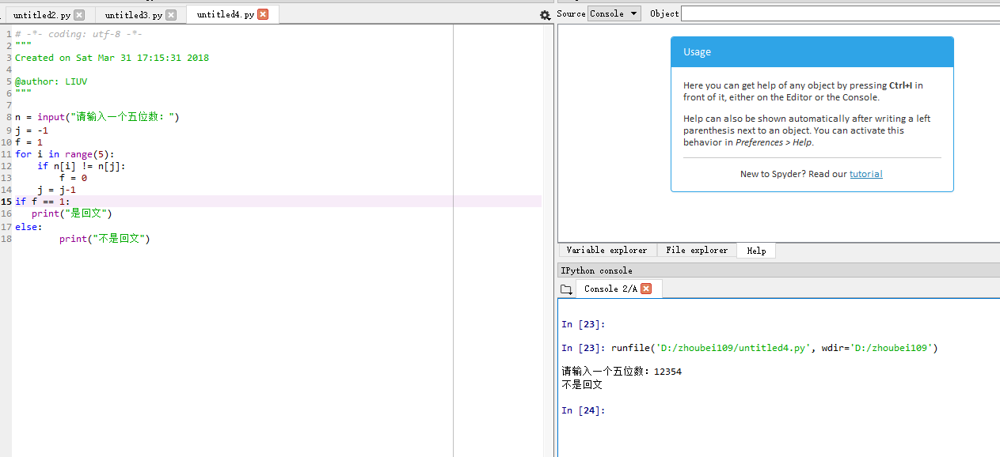 untitled2.py untitled3.py untitled4.py
1 # -*- coding: utf-8 -*-
2 """
3 Created on Sat Mar 31 17:15:31 2018
4
5 @author: LIUV
6 """
7
8 n = input("请输入一个五位数：")
9 j = -1
10 f = 1
11 for i in range(5):
12     if n[i] != n[j]:
13         f = 0
14     j = j-1
15 if f == 1:
16    print("是回文")
17 else:
18         print("不是回文")
Source Console Object
Usage
Here you can get help of any object by pressing Ctrl+I in
front of it, either on the Editor or the Console.
Help can also be shown automatically after writing a left
parenthesis next to an object. You can activate this
behavior in Preferences > Help.
New to Spyder? Read our tutorial
Variable explorer File explorer Help
IPython console
Console 2/A
In [23]:
In [23]: runfile('D:/zhoubei109/untitled4.py', wdir='D:/zhoubei109')
请输入一个五位数：12354
不是回文
In [24]: